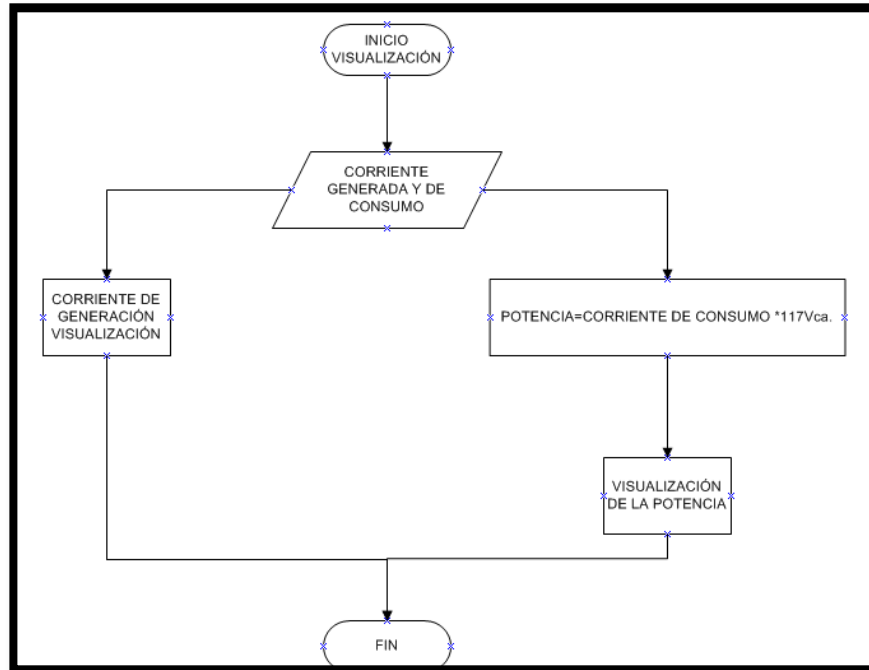 INICIO
VISUALIZACIÓN
CORRIENTE
GENERADA Y DE
CONSUMO
CORRIENTE DE
GENERACIÓN
VISUALIZACIÓN
POTENCIA=CORRIENTE DE CONSUMO *117Vca.
VISUALIZACIÓN
DE LA POTENCIA
FIN